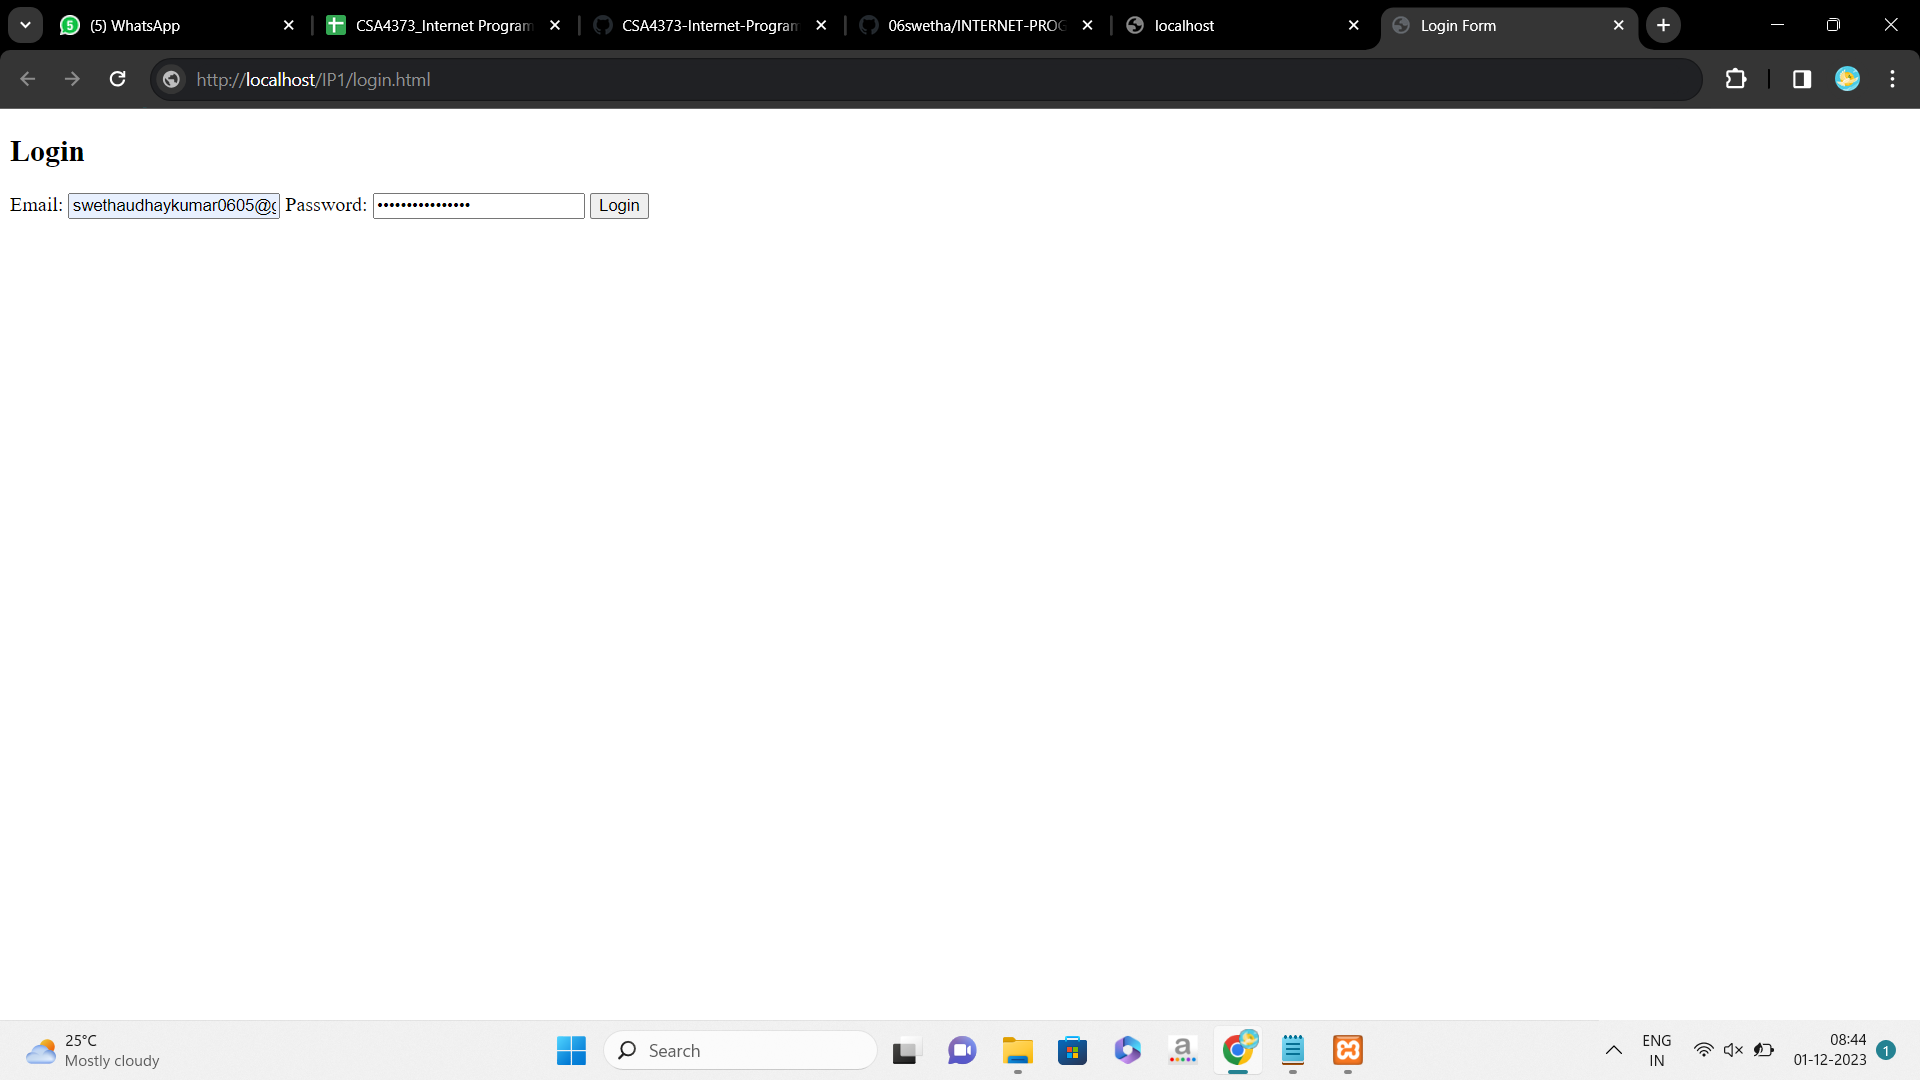 (5) WhatsApp
CSA4373_Internet Program
CSA4373-Internet-Program
06swetha/INTERNET-PROG
localhost
Login Form
http://localhost/IP1/login.html
Login
Email: swethaudhaykumar0605@g Password: •••••••••••••••• Login
25°C
Mostly cloudy
Search
ENG
IN
08:44
01-12-2023
1